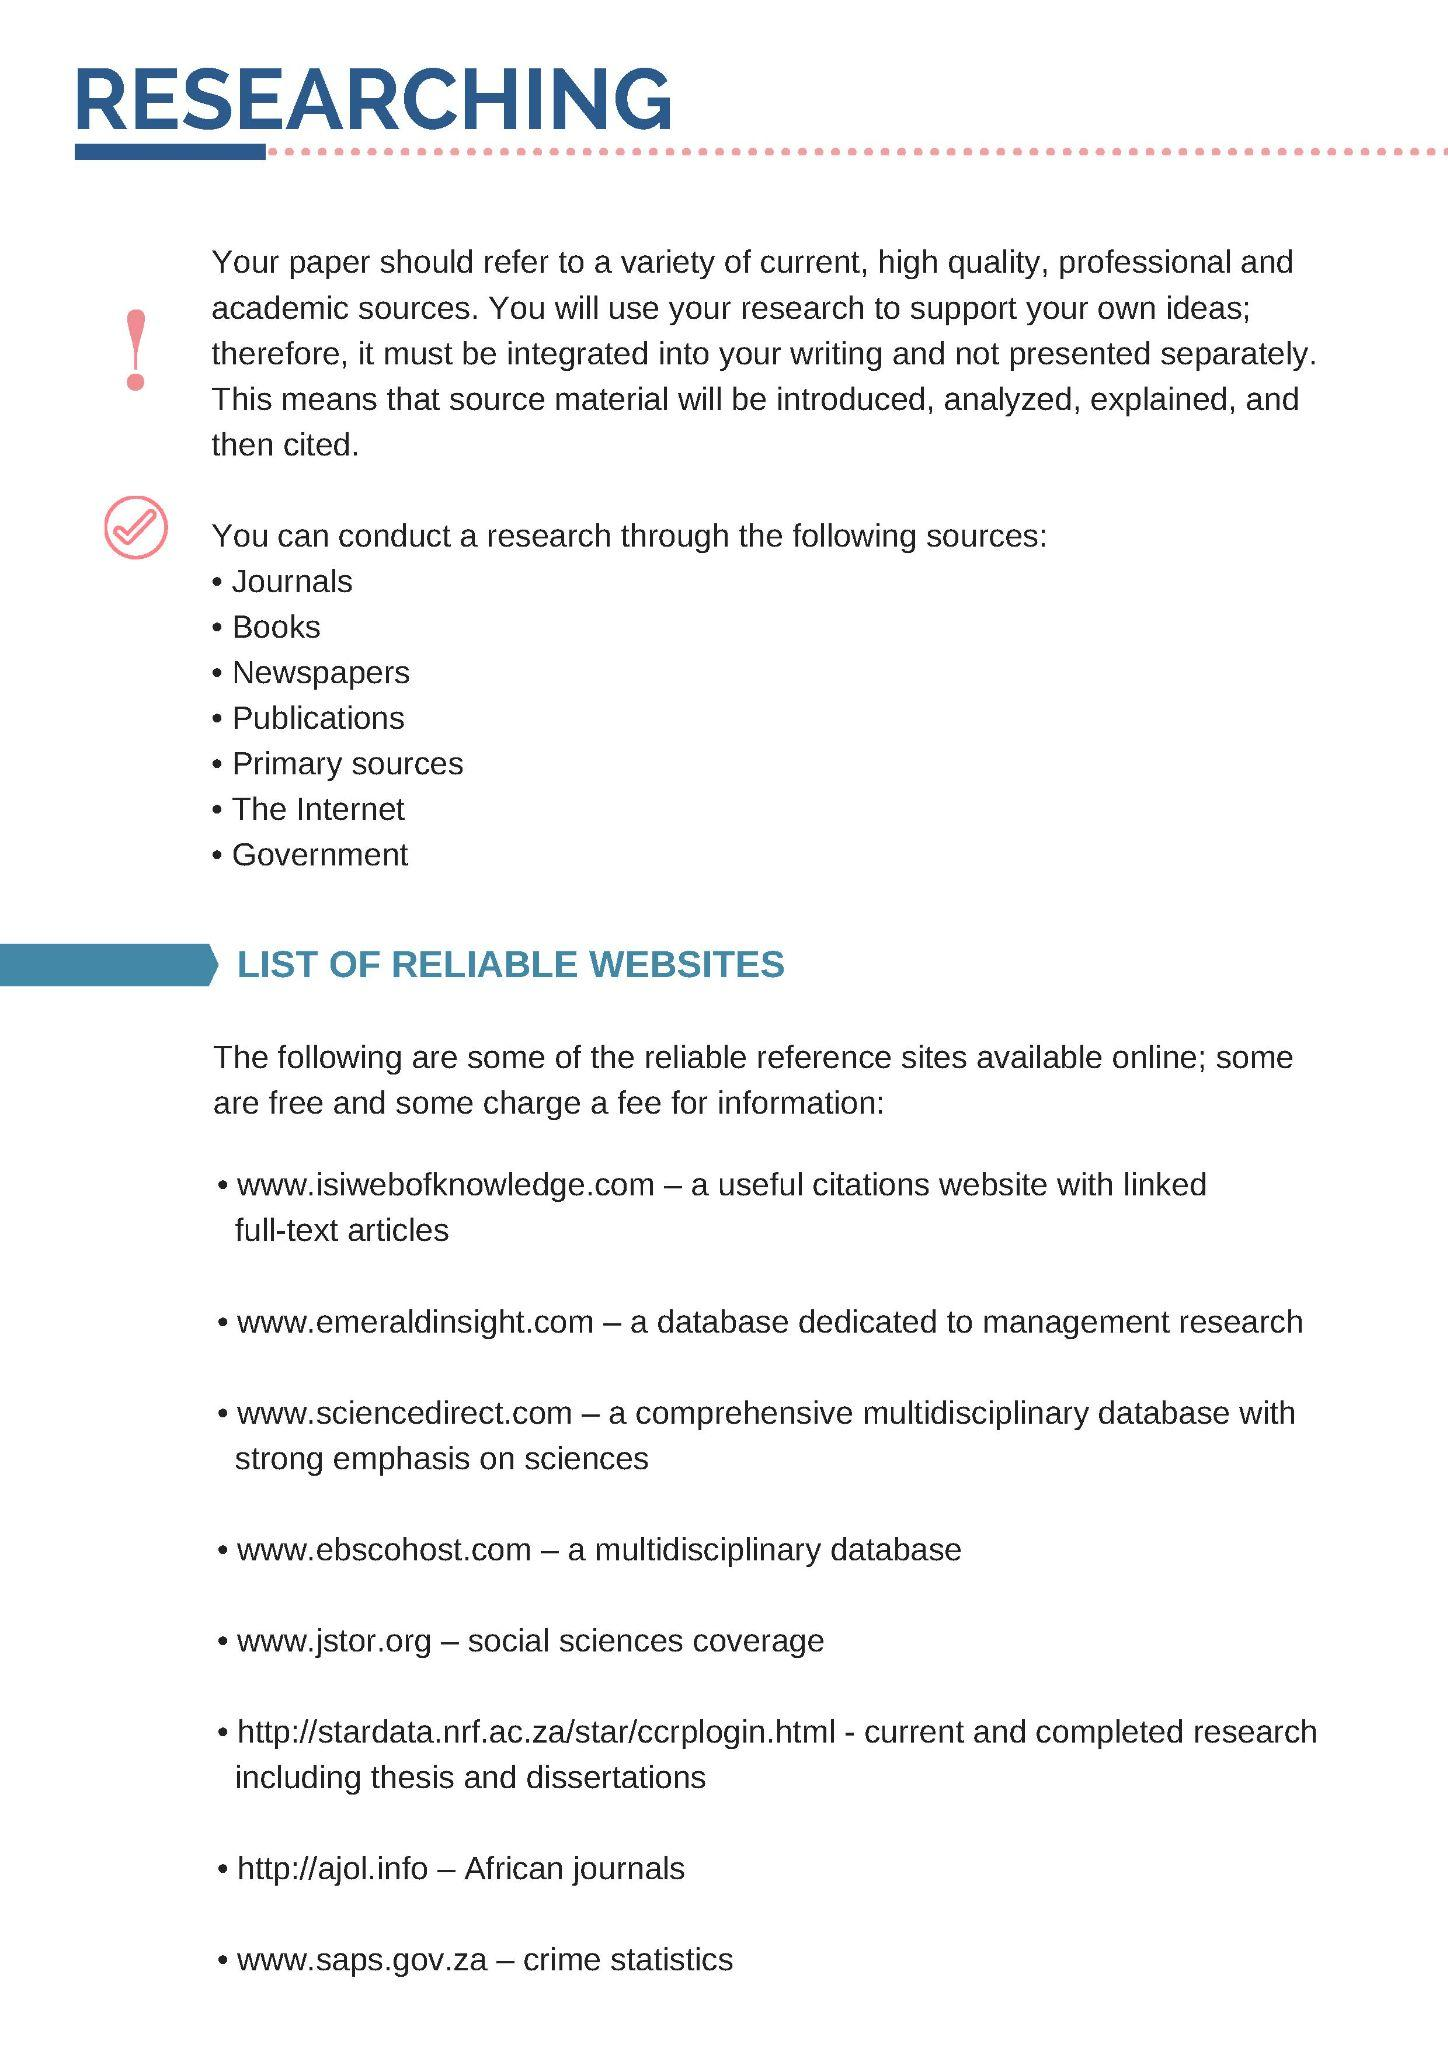 RESEARCHING
Your paper should refer to a variety of current, high quality, professional and
academic sources. You will use your research to support your own ideas;
therefore, it must be integrated into your writing and not presented separately.
This means that source material will be introduced, analyzed, explained, and
then cited.
You can conduct a research through the following sources:
• Journals
• Books
• Newspapers
• Publications
• Primary sources
• The Internet
• Government
LIST OF RELIABLE WEBSITES
The following are some of the reliable reference sites available online; some
are free and some charge a fee for information:
• www.isiwebofknowledge.com – a useful citations website with linked
full-text articles
• www.emeraldinsight.com – a database dedicated to management research
• www.sciencedirect.com – a comprehensive multidisciplinary database with
strong emphasis on sciences
• www.ebscohost.com – a multidisciplinary database
• www.jstor.org – social sciences coverage
• http://stardata.nrf.ac.za/star/ccrplogin.html - current and completed research
including thesis and dissertations
• http://ajol.info – African journals
• www.saps.gov.za – crime statistics